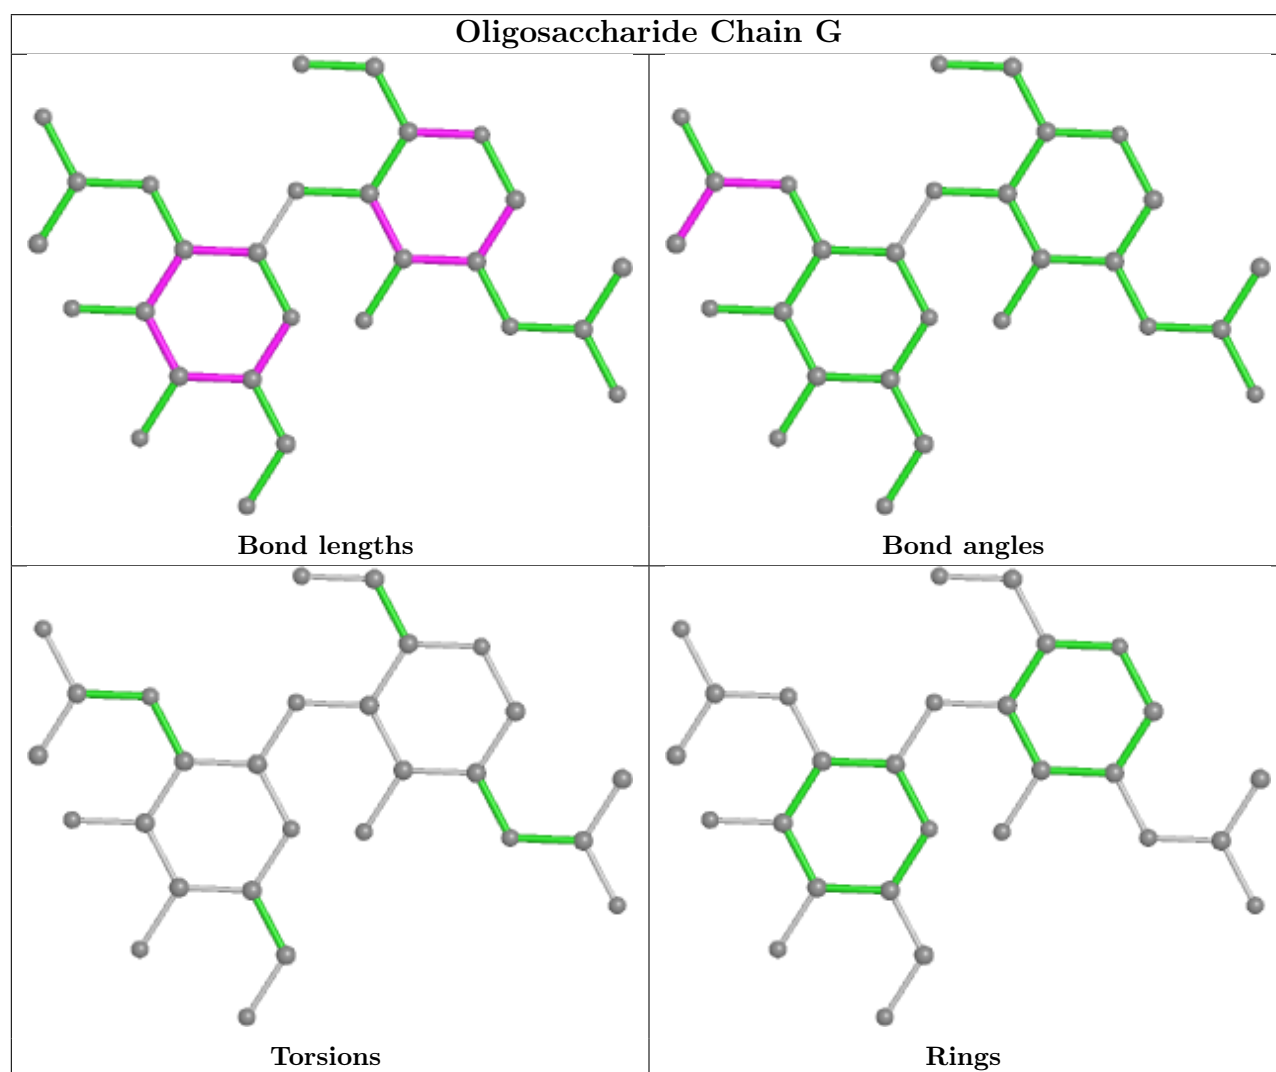 Oligosaccharide Chain G
Bond lengths
Bond angles
Torsions
Rings